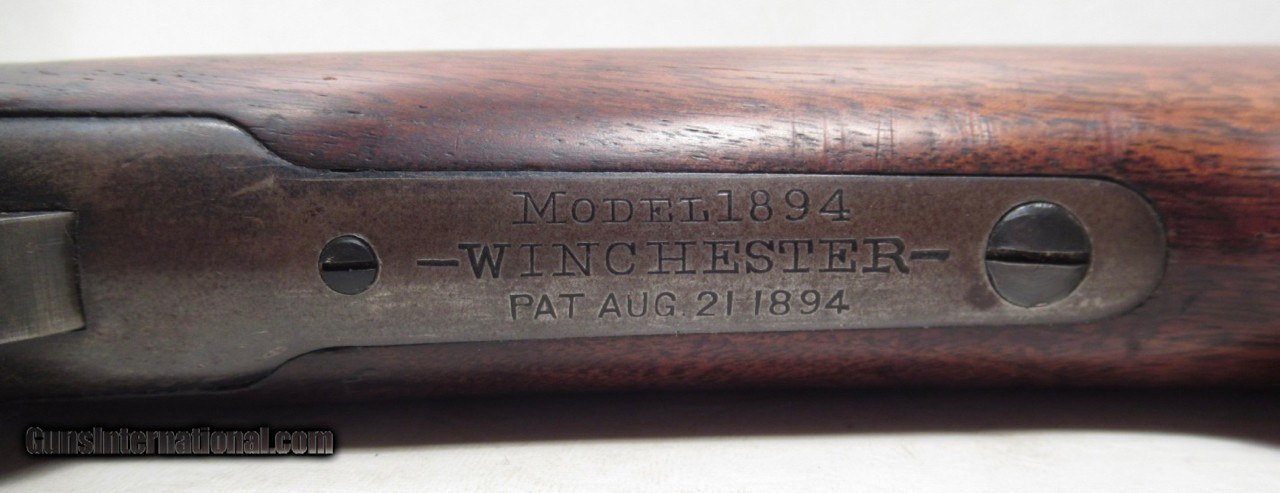 MODEL 1894
-WINCHESTER-
PAT AUG. 21 1894
GunsInternational.com